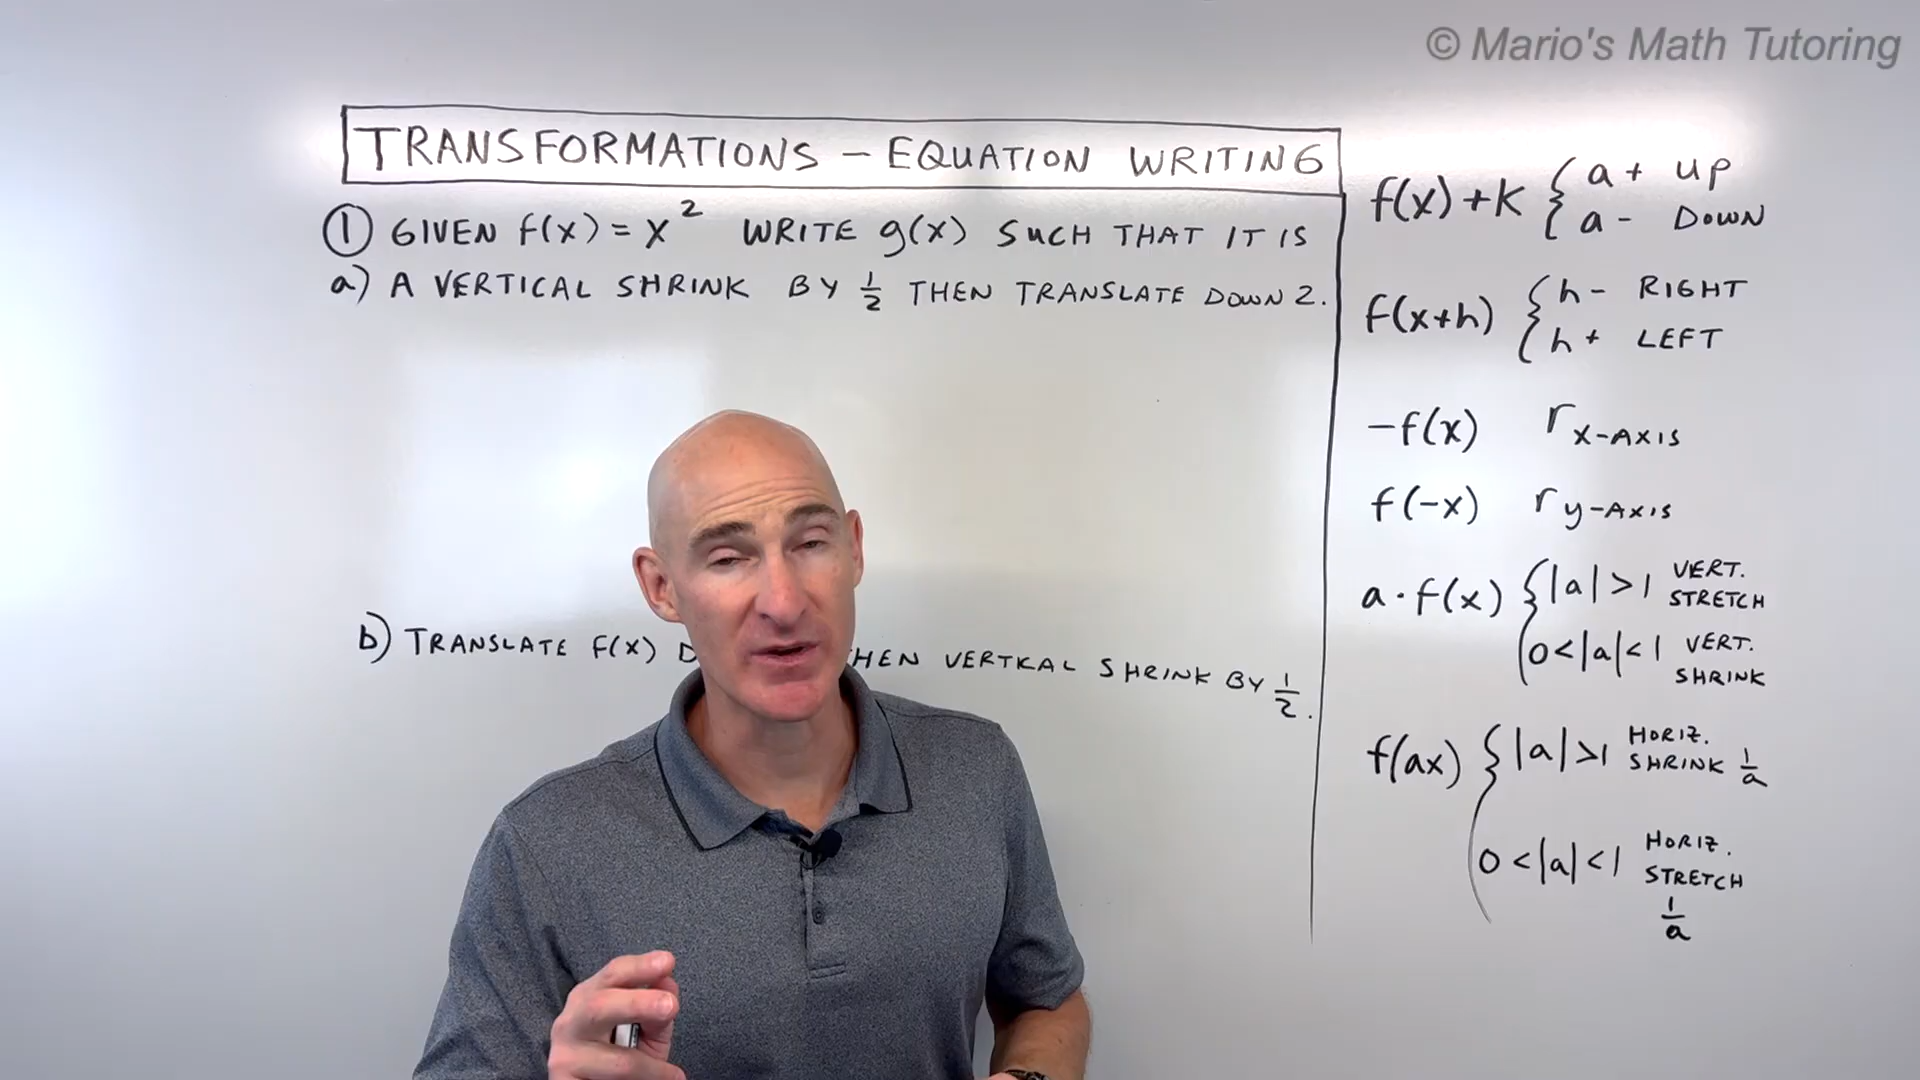 © Mario's Math Tutoring
TRANSFORMATIONS – EQUATION WRITING
① GIVEN f(x) = x² WRITE g(x) SUCH THAT IT IS
a) A VERTICAL SHRINK BY 1/2 THEN TRANSLATE DOWN 2.
b) TRANSLATE f(x) VERTICAL SHRINK BY 1/2.
f(x)+K { a + UP
a - DOWN
f(x+h) { h - RIGHT
h + LEFT
-f(x) r x-AXIS
f(-x) r y-AXIS
a·f(x) { |a|>1 VERT. STRETCH
0<|a|<1 VERT. SHRINK
f(ax) { |a|>1 HORIZ. SHRINK 1/a
0<|a|<1 HORIZ. STRETCH 1/a